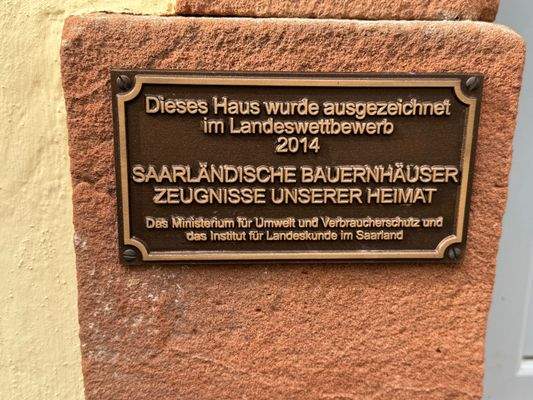 Dieses Haus wurde ausgezeichnet
im Landeswettbewerb
2014
SAARLÄNDISCHE BAUERNHÄUSER
ZEUGNISSE UNSERER HEIMAT
Das Ministerium für Umwelt und Verbraucherschutz und
das Institut für Landeskunde im Saarland